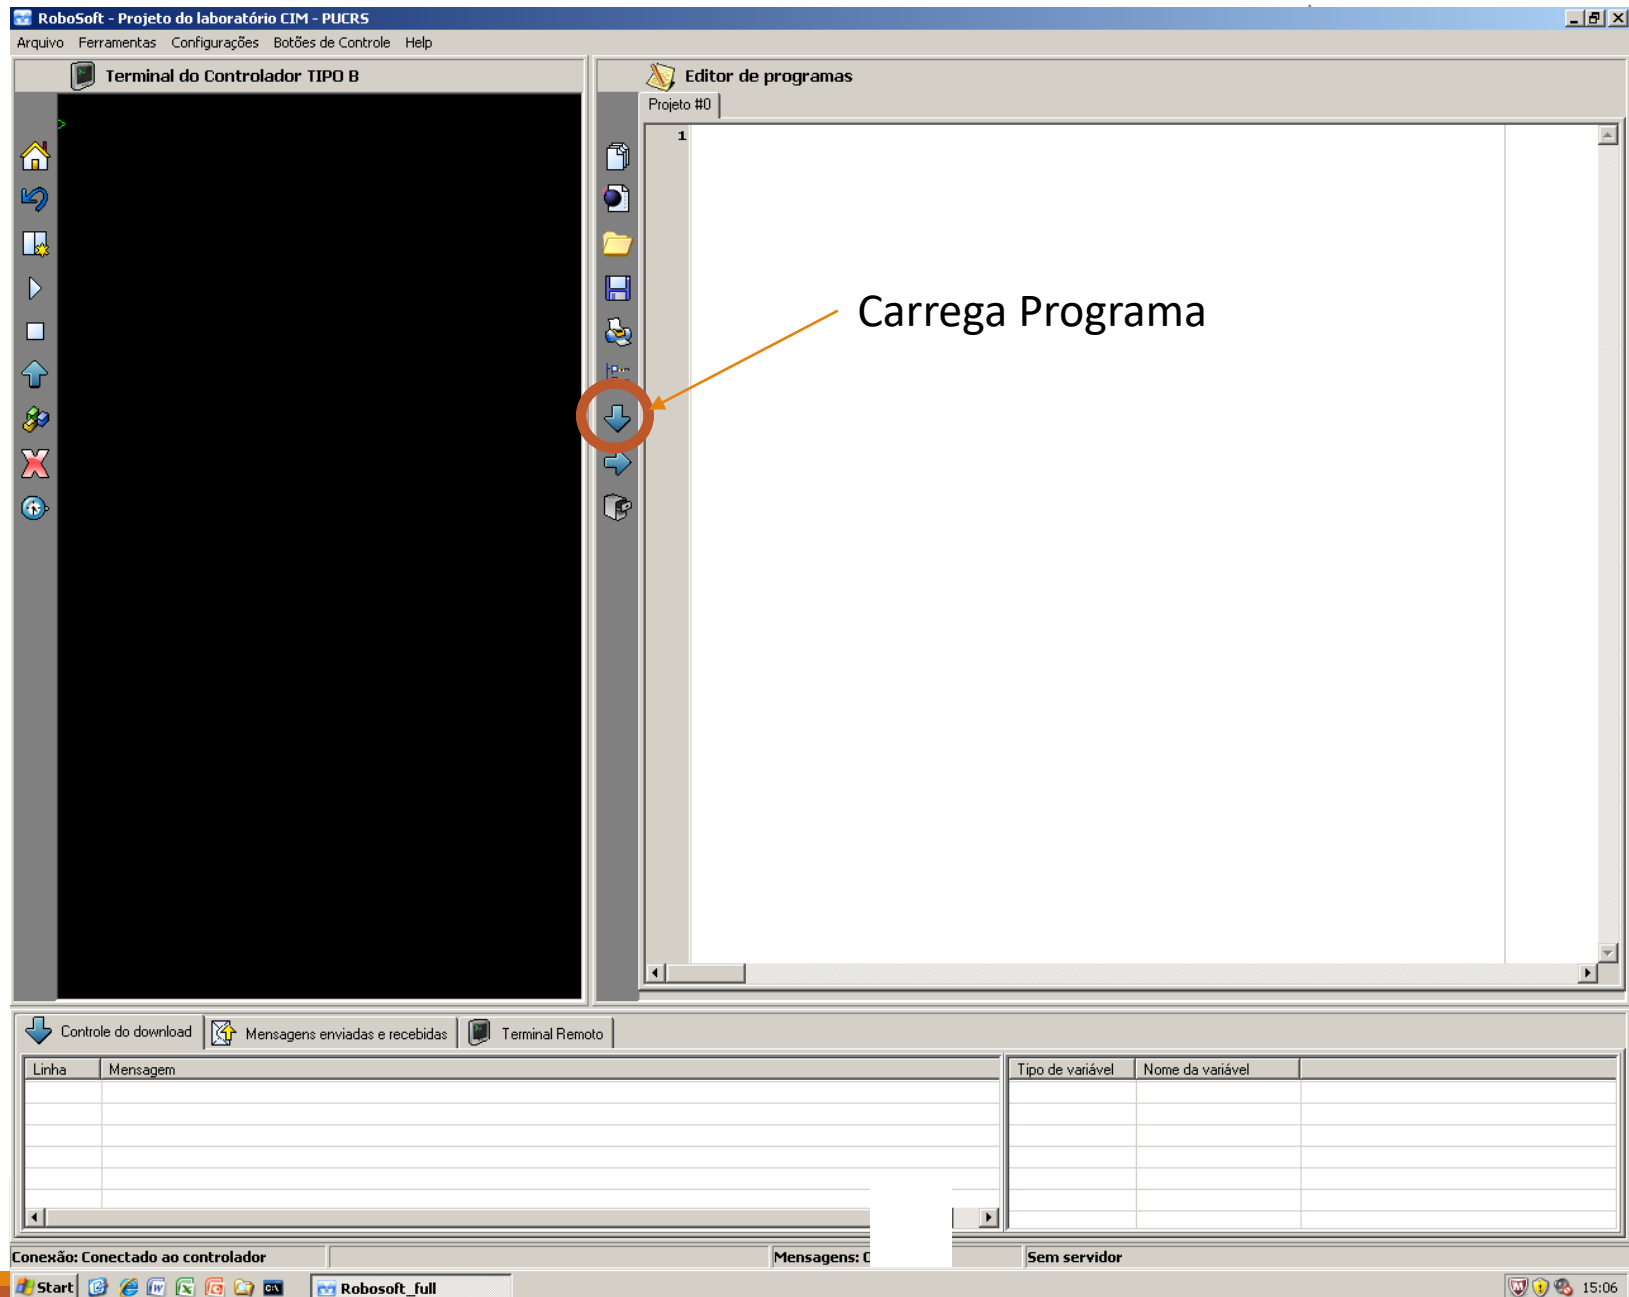 RoboSoft - Projeto do laboratório CIM - PUCRS
Arquivo Ferramentas Configurações Botões de Controle Help
Terminal do Controlador TIPO B
Editor de programas
Projeto #0
>
1
Carrega Programa
Controle do download
Mensagens enviadas e recebidas
Terminal Remoto
Linha Mensagem
Tipo de variável Nome da variável
Conexão: Conectado ao controlador
Mensagens:
Sem servidor
Start
Robosoft_full
15:06